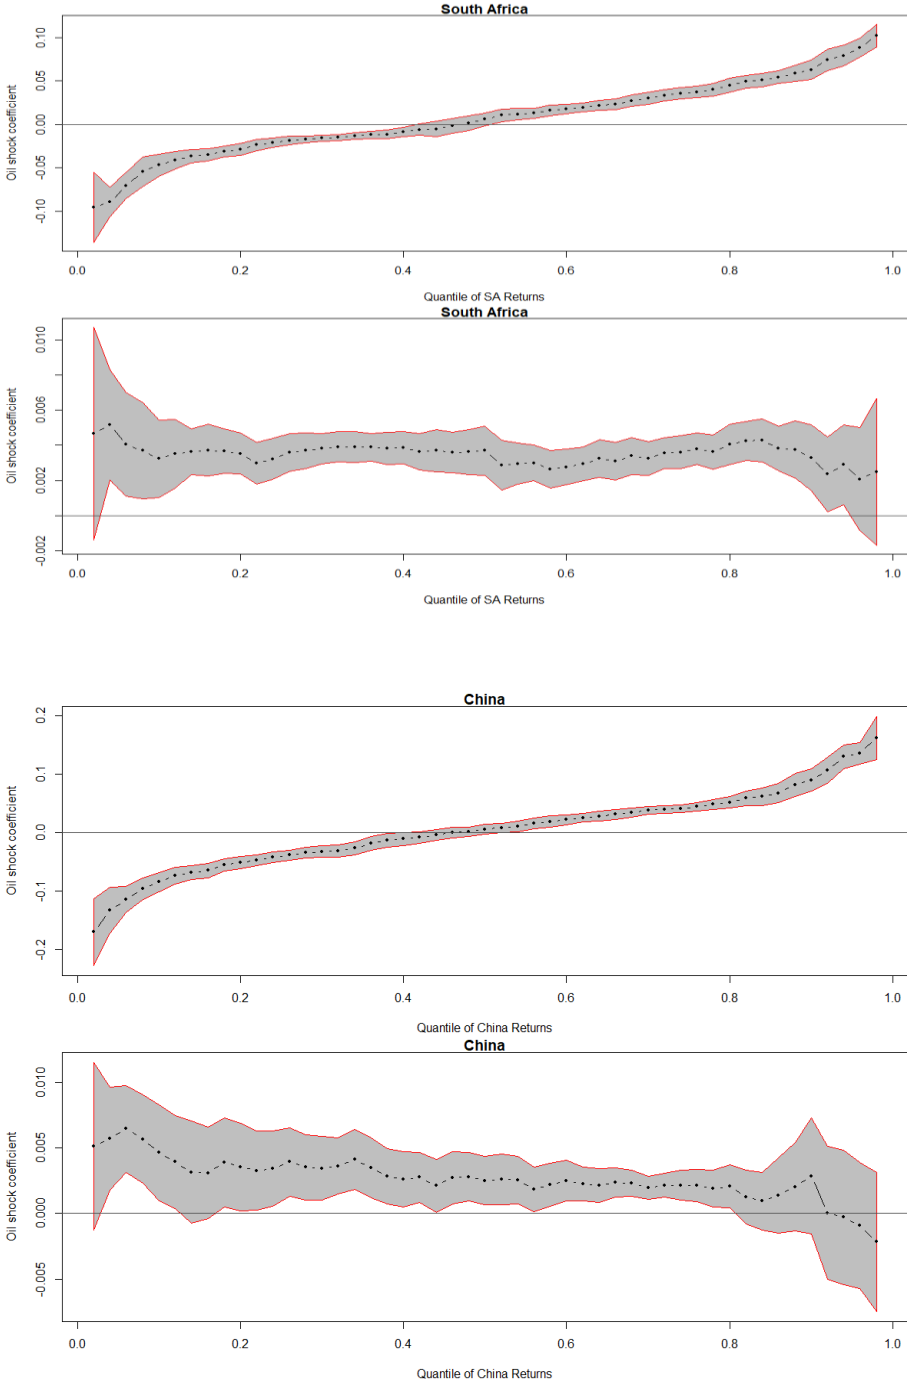 South Africa
0.10
0.05
0.00
-0.05
-0.10
Oil shock coefficient
0.0 0.2 0.4 0.6 0.8 1.0
Quantile of SA Returns
South Africa
0.010
0.006
0.002
-0.002
Oil shock coefficient
0.0 0.2 0.4 0.6 0.8 1.0
Quantile of SA Returns
China
0.2
0.1
0.0
-0.1
-0.2
Oil shock coefficient
0.0 0.2 0.4 0.6 0.8 1.0
Quantile of China Returns
China
0.010
0.005
0.000
-0.005
Oil shock coefficient
0.0 0.2 0.4 0.6 0.8 1.0
Quantile of China Returns